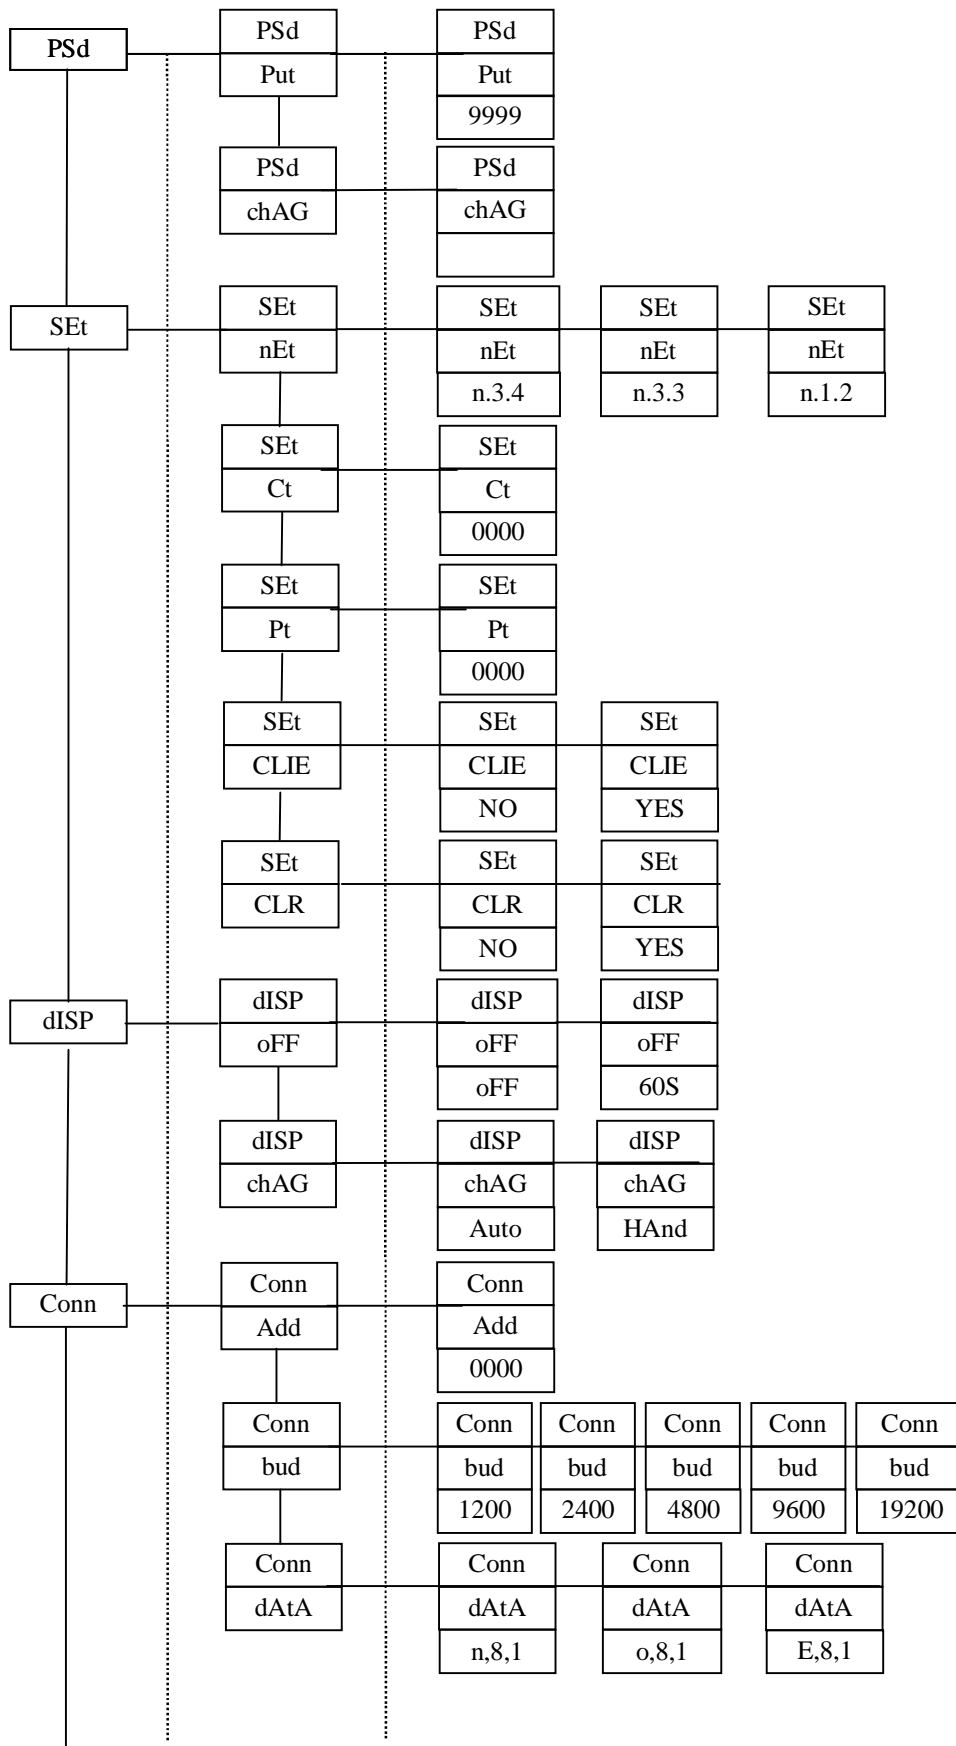 PSd
PSd
Put
PSd
Put
9999
PSd
chAG
PSd
chAG
SEt
SEt
nEt
SEt
nEt
n.3.4
SEt
nEt
n.3.3
SEt
nEt
n.1.2
SEt
Ct
SEt
Ct
0000
SEt
Pt
SEt
Pt
0000
SEt
CLIE
SEt
CLIE
NO
SEt
CLIE
YES
SEt
CLR
SEt
CLR
NO
SEt
CLR
YES
dISP
dISP
oFF
dISP
oFF
oFF
dISP
oFF
60S
dISP
chAG
dISP
chAG
Auto
dISP
chAG
HAnd
Conn
Conn
Add
Conn
Add
0000
Conn
bud
Conn
bud
1200
Conn
bud
2400
Conn
bud
4800
Conn
bud
9600
Conn
bud
19200
Conn
dAtA
Conn
dAtA
n,8,1
Conn
dAtA
o,8,1
Conn
dAtA
E,8,1